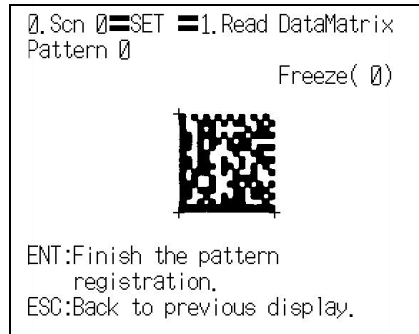 0.Scn 0=SET =1.Read DataMatrix
Pattern 0
Freeze( 0)
ENT:Finish the pattern
registration.
ESC:Back to previous display.